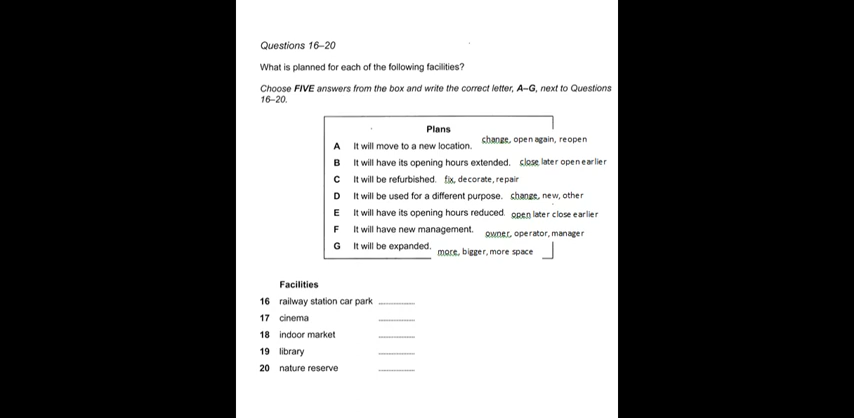 Questions 16–20
What is planned for each of the following facilities?
Choose FIVE answers from the box and write the correct letter, A–G, next to Questions
16–20.
Plans
A It will move to a new location. change, open again, reopen
B It will have its opening hours extended. close later open earlier
C It will be refurbished. fix, decorate, repair
D It will be used for a different purpose. change, new, other
E It will have its opening hours reduced. open later close earlier
F It will have new management. owner, operator, manager
G It will be expanded. more, bigger, more space
Facilities
16 railway station car park
17 cinema
18 indoor market
19 library
20 nature reserve